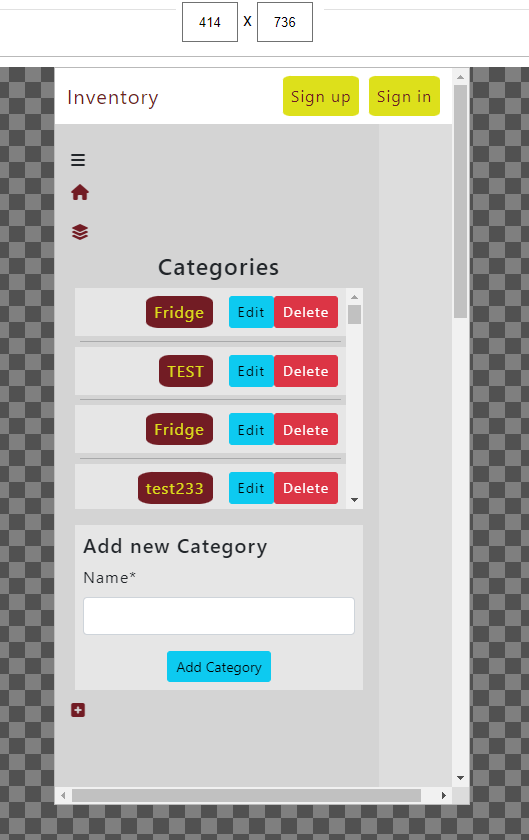 414 x 736
Inventory Sign up Sign in
Categories
Fridge Edit Delete
TEST Edit Delete
Fridge Edit Delete
test233 Edit Delete
Add new Category
Name*
Add Category